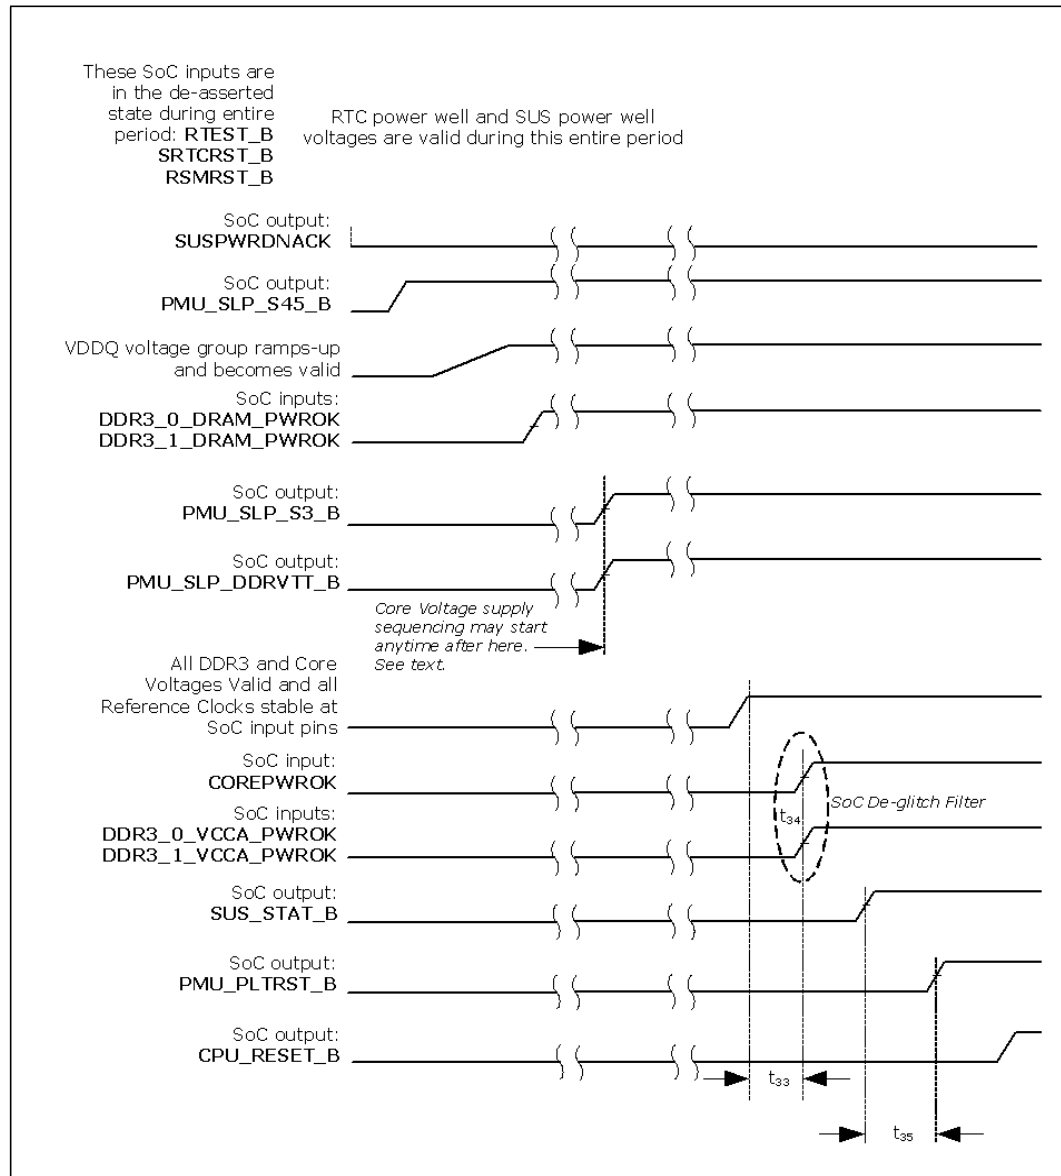 These SoC inputs are
in the de-asserted
state during entire
period: RTEST_B
SRTCRST_B
RSMRST_B
RTC power well and SUS power well
voltages are valid during this entire period
SoC output:
SUSPWRDNACK
SoC output:
PMU_SLP_S45_B
VDDQ voltage group ramps-up
and becomes valid
SoC inputs:
DDR3_0_DRAM_PWROK
DDR3_1_DRAM_PWROK
SoC output:
PMU_SLP_S3_B
SoC output:
PMU_SLP_DDRVTT_B
Core Voltage supply
sequencing may start
anytime after here.
See text.
All DDR3 and Core
Voltages Valid and all
Reference Clocks stable at
SoC input pins
SoC input:
COREPWROK
SoC De-glitch Filter
t34
SoC inputs:
DDR3_0_VCCA_PWROK
DDR3_1_VCCA_PWROK
SoC output:
SUS_STAT_B
SoC output:
PMU_PLTRST_B
SoC output:
CPU_RESET_B
t33
t35